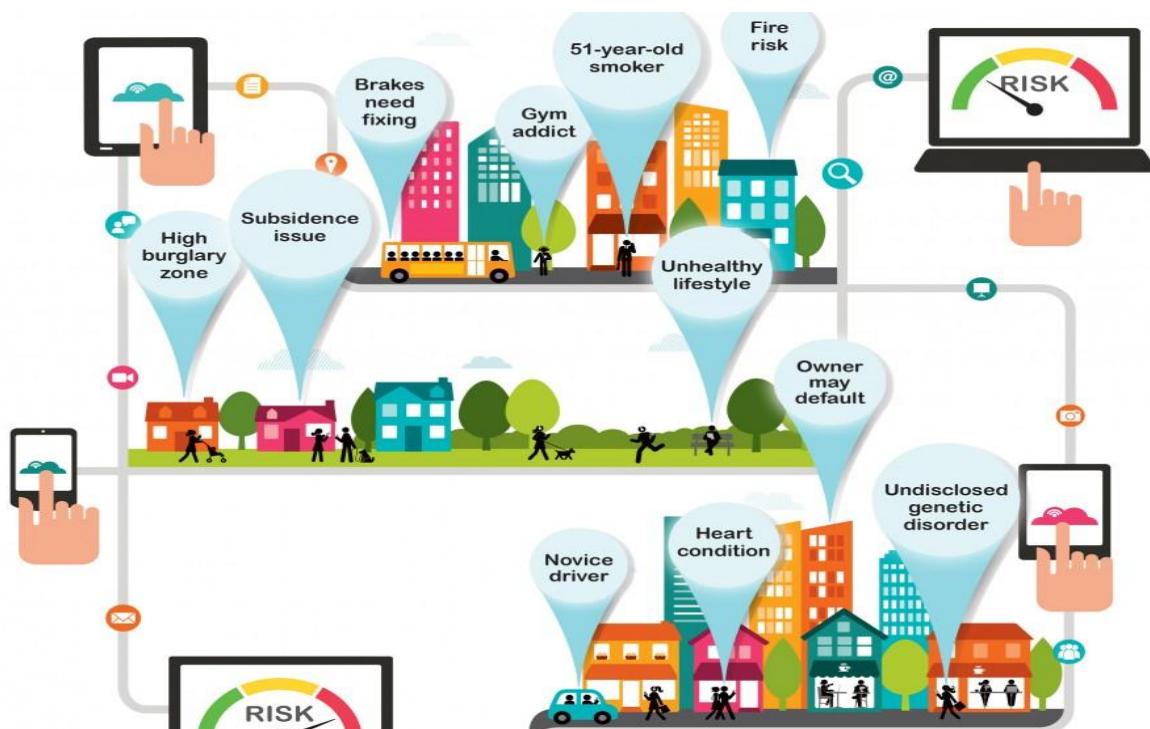 Fire
risk
51-year-old
smoker
RISK
Brakes
need
fixing
Gym
addict
Subsidence
issue
High
burglary
zone
Unhealthy
lifestyle
Owner
may
default
Undisclosed
genetic
disorder
Heart
condition
Novice
driver
RISK
@